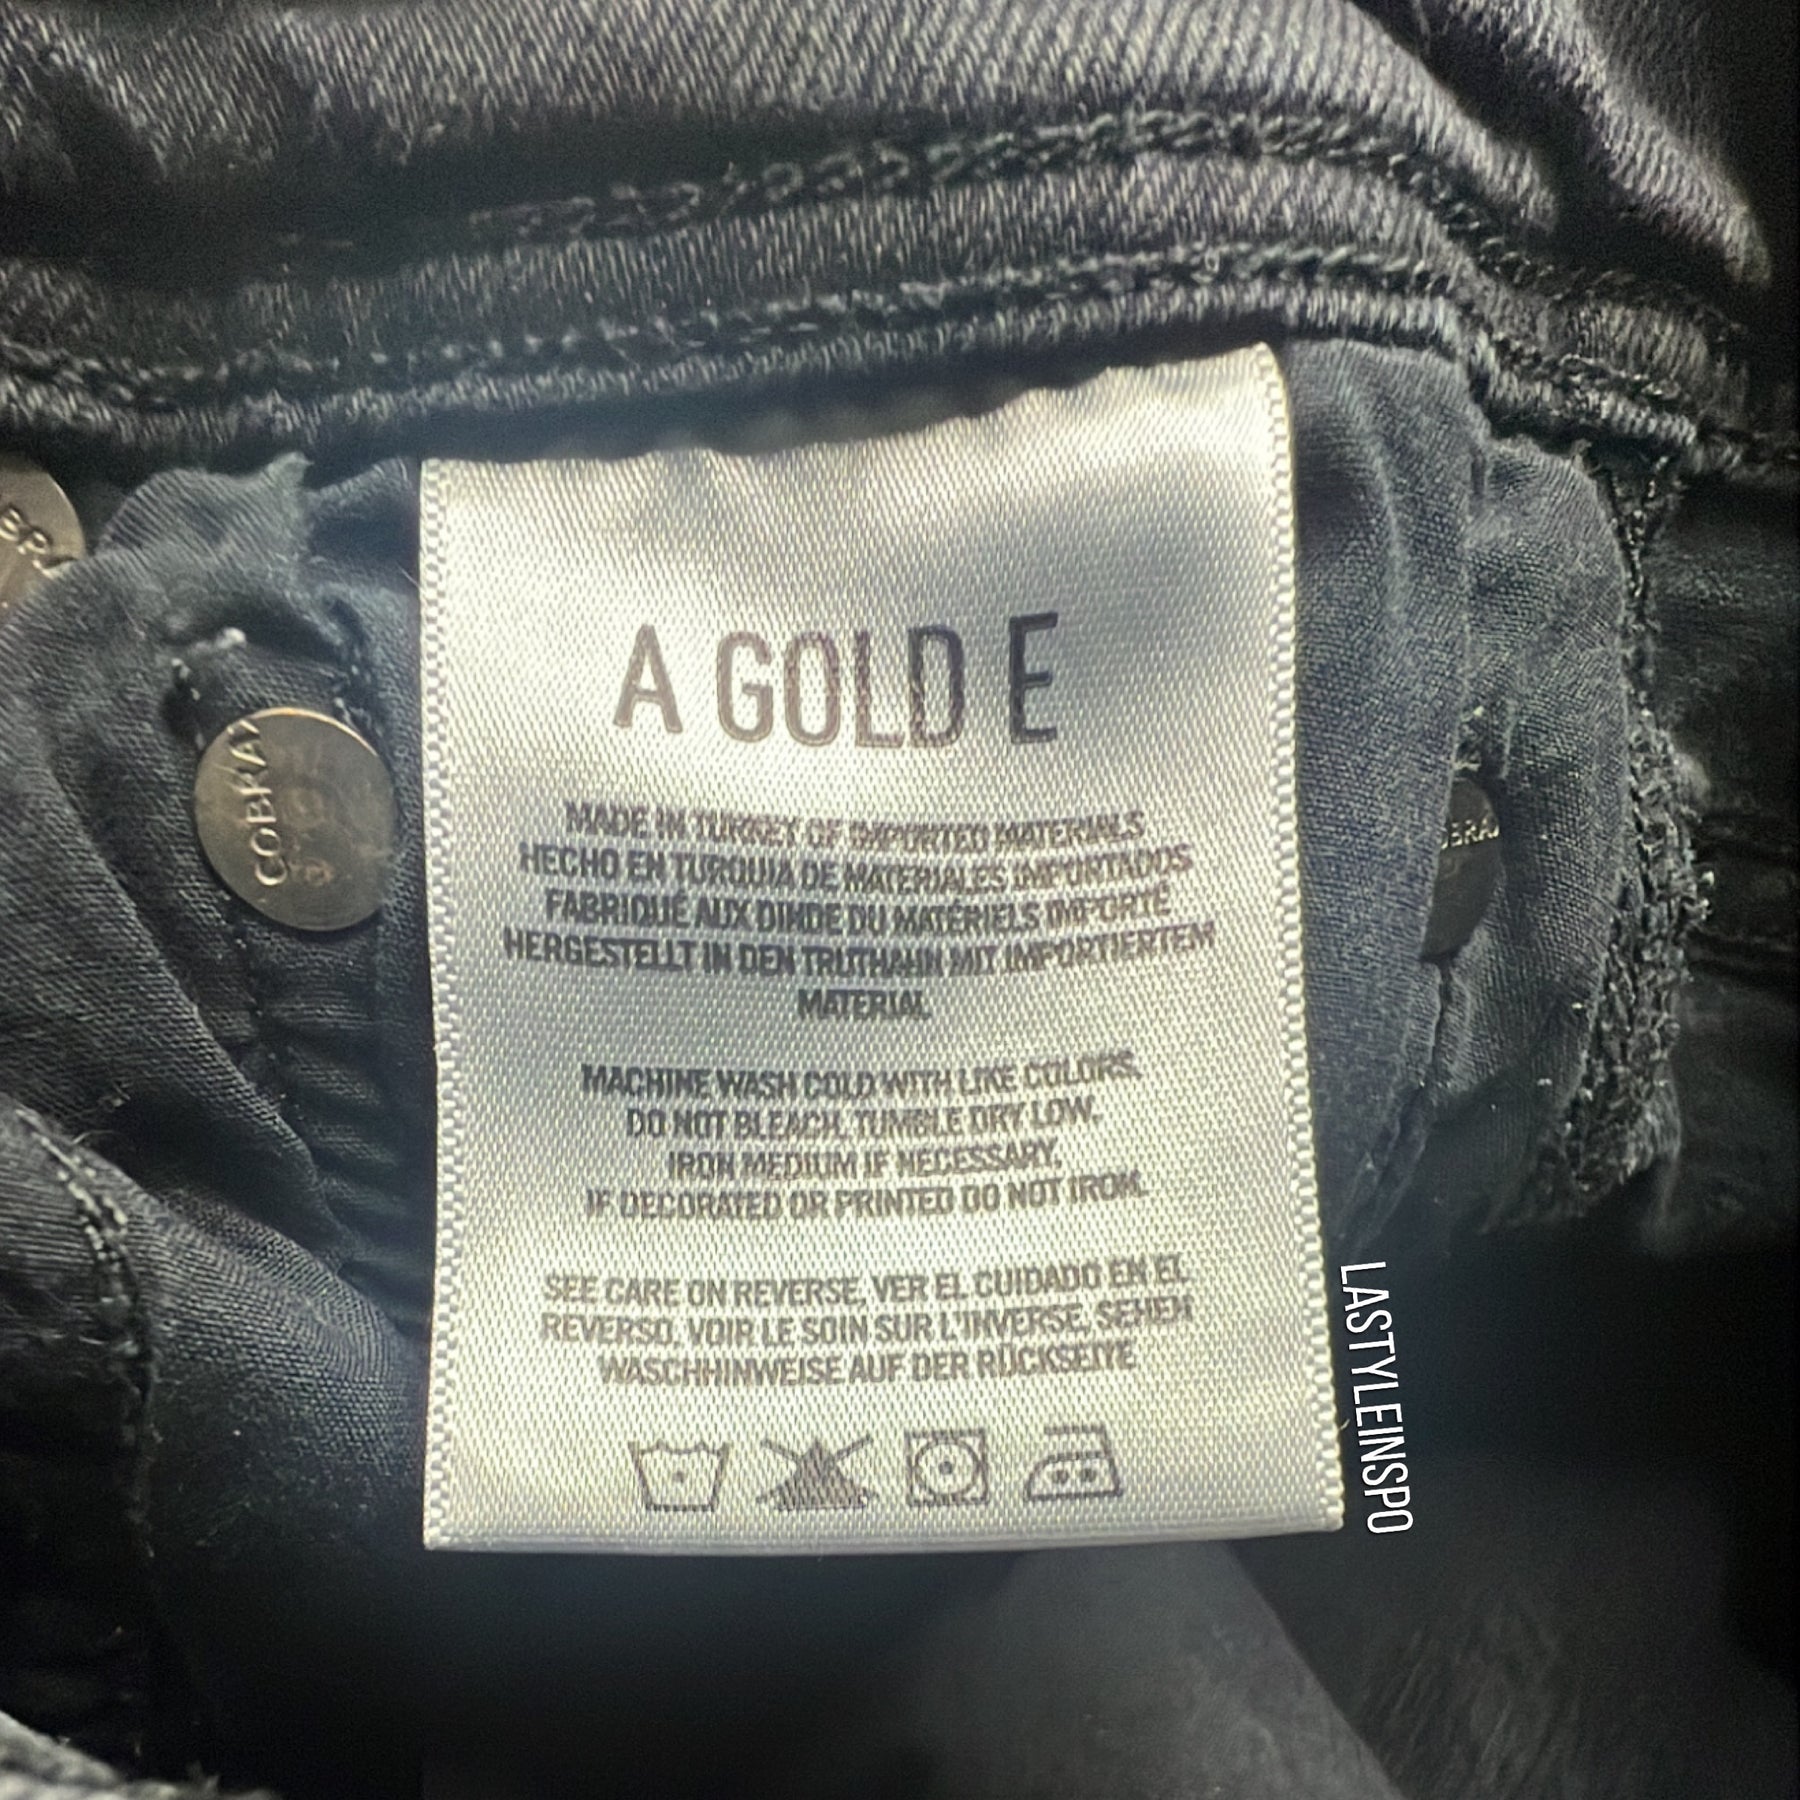 A GOLD E
MADE IN TURKEY OF IMPORTED MATERIALS
HECHO EN TURQUIA DE MATERIALES IMPORTADOS
FABRIQUÉ AUX DINDE DU MATÉRIELS IMPORTÉ
HERGESTELLT IN DEN TRUTHAHN MIT IMPORTIERTEM
MATERIAL
MACHINE WASH COLD WITH LIKE COLORS,
DO NOT BLEACH, TUMBLE DRY LOW,
IRON MEDIUM IF NECESSARY,
IF DECORATED OR PRINTED DO NOT IRON.
SEE CARE ON REVERSE, VER EL CUIDADO EN EL
REVERSO, VOIR LE SOIN SUR L'INVERSE, SEHEN
WASCHHINWEISE AUF DER RÜCKSEITE
COBRAX
LASTYLEINSPO